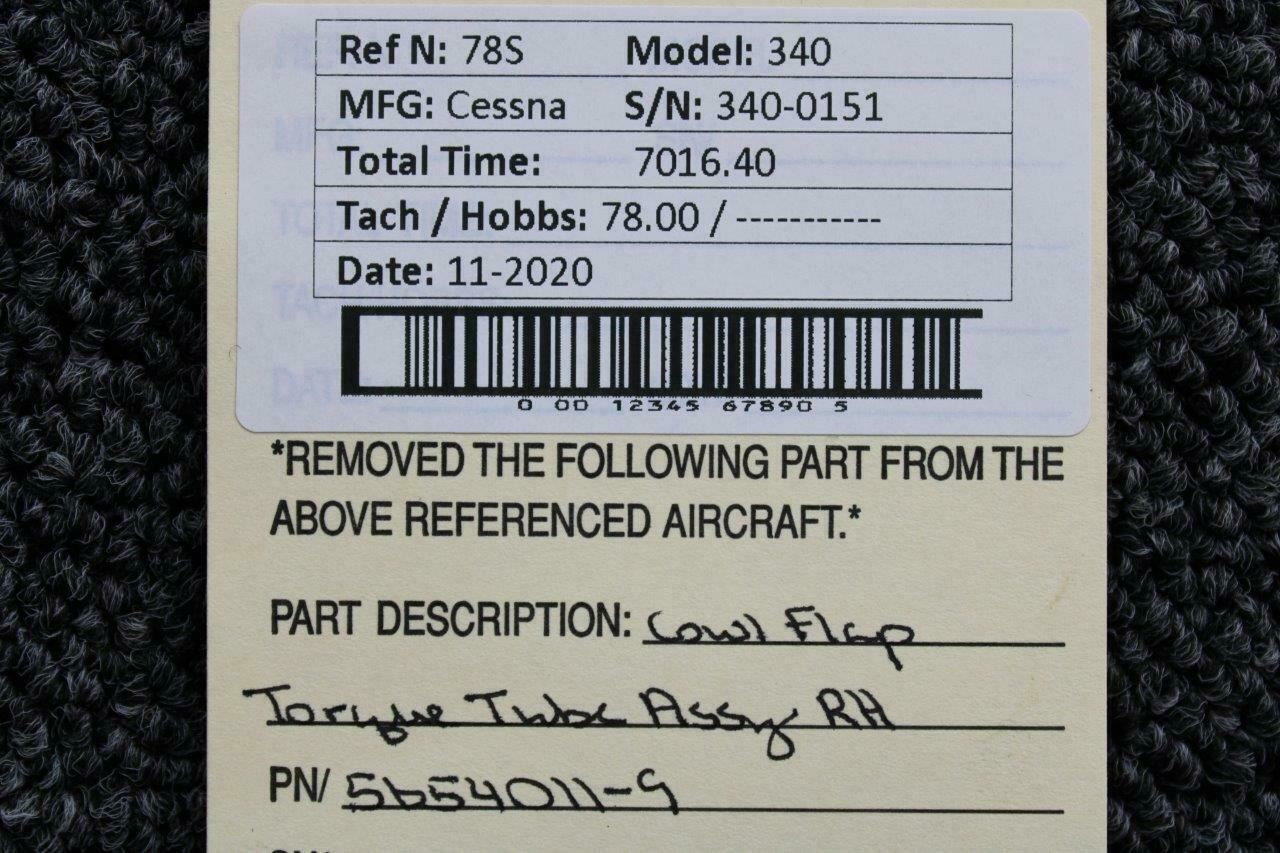 Ref N: 78S Model: 340
MFG: Cessna S/N: 340-0151
Total Time: 7016.40
Tach / Hobbs: 78.00 / -----------
Date: 11-2020
0 00 12345 67890 5
*REMOVED THE FOLLOWING PART FROM THE
ABOVE REFERENCED AIRCRAFT.*
PART DESCRIPTION: Cowl Flap
Torque Tube Assy RH
PN/ 5654011-9